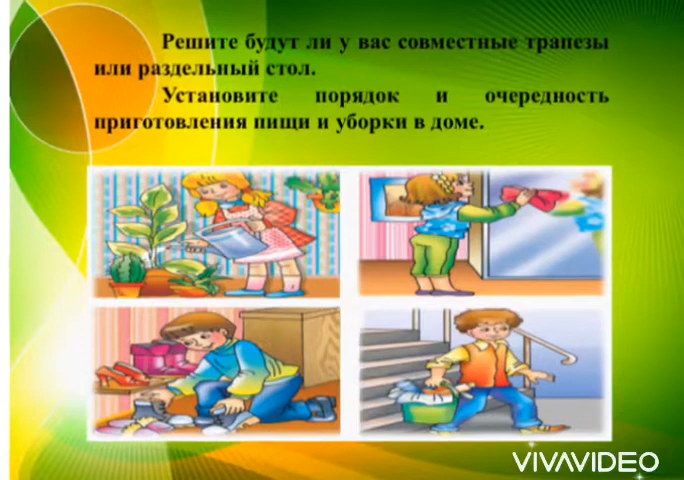 Решите будут ли у вас совместные трапезы
или раздельный стол.
Установите порядок и очередность
приготовления пищи и уборки в доме.
VIVAVIDEO